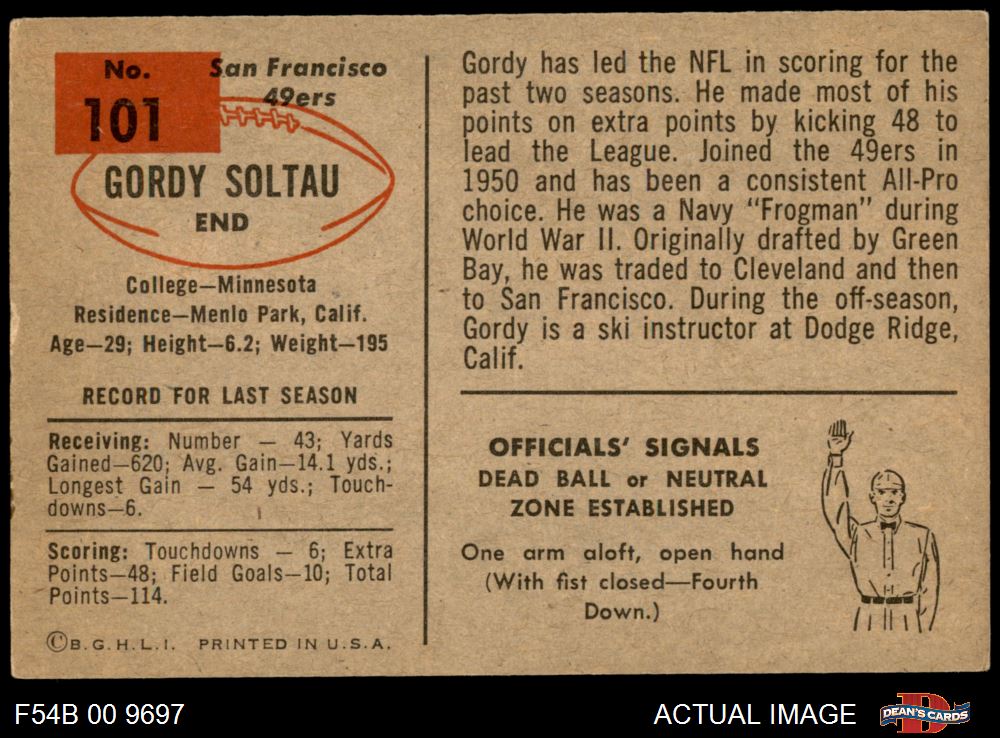 No.
101
San Francisco
49ers
GORDY SOLTAU
END
College—Minnesota
Residence—Menlo Park, Calif.
Age—29; Height—6.2; Weight—195
RECORD FOR LAST SEASON
Receiving: Number — 43; Yards
Gained—620; Avg. Gain—14.1 yds.;
Longest Gain — 54 yds.; Touch-
downs—6.
Scoring: Touchdowns — 6; Extra
Points—48; Field Goals—10; Total
Points—114.
©B.G.H.L.I. PRINTED IN U.S.A.
Gordy has led the NFL in scoring for the
past two seasons. He made most of his
points on extra points by kicking 48 to
lead the League. Joined the 49ers in
1950 and has been a consistent All-Pro
choice. He was a Navy "Frogman" during
World War II. Originally drafted by Green
Bay, he was traded to Cleveland and then
to San Francisco. During the off-season,
Gordy is a ski instructor at Dodge Ridge,
Calif.
OFFICIALS' SIGNALS
DEAD BALL or NEUTRAL
ZONE ESTABLISHED
One arm aloft, open hand
(With fist closed—Fourth
Down.)
F54B 00 9697
ACTUAL IMAGE
D
DEAN'S CARDS